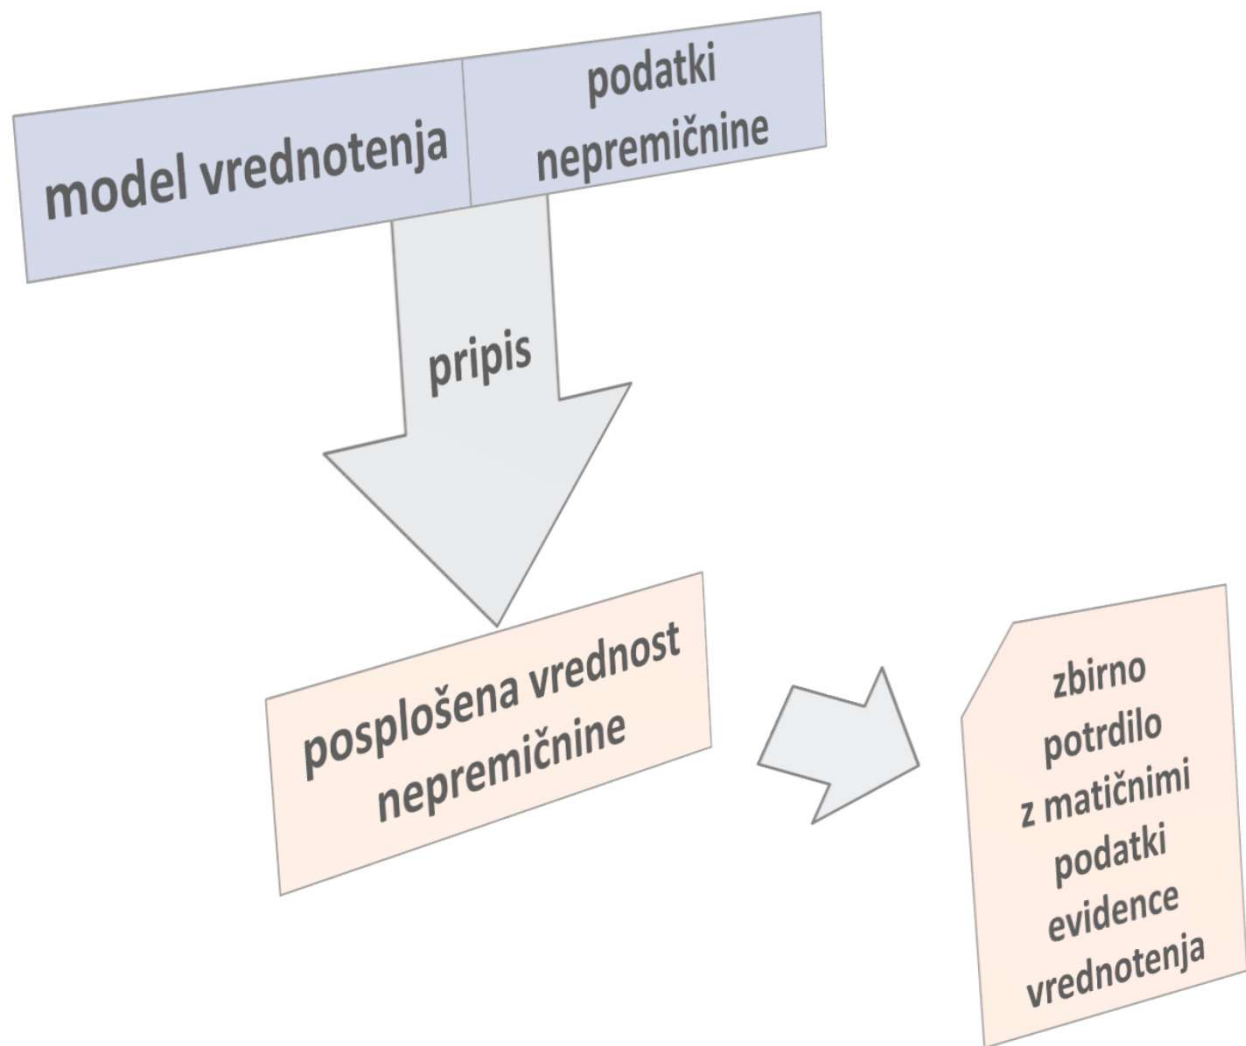 model vrednotenja
podatki
nepremičnine
pripis
posplošena vrednost
nepremičnine
zbirno
potrdilo
z matičnimi
podatki
evidence
vrednotenja